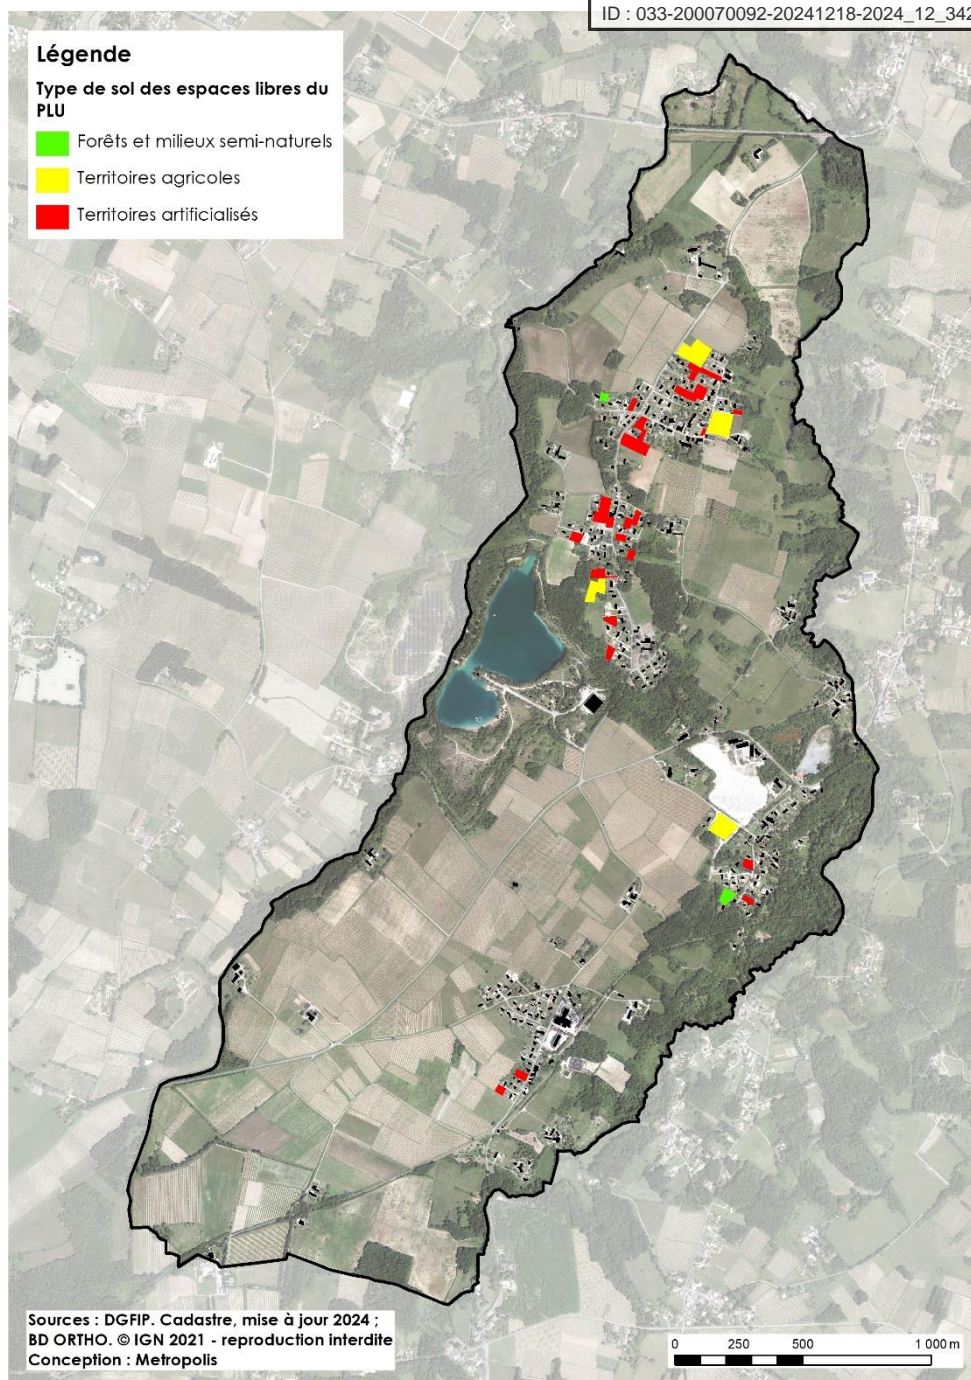 ID : 033-200070092-20241218-2024_12_342
Légende
Type de sol des espaces libres du
PLU
Forêts et milieux semi-naturels
Territoires agricoles
Territoires artificialisés
Sources : DGFIP. Cadastre, mise à jour 2024 ;
BD ORTHO. © IGN 2021 - reproduction interdite
Conception : Metropolis
0 250 500 1 000 m